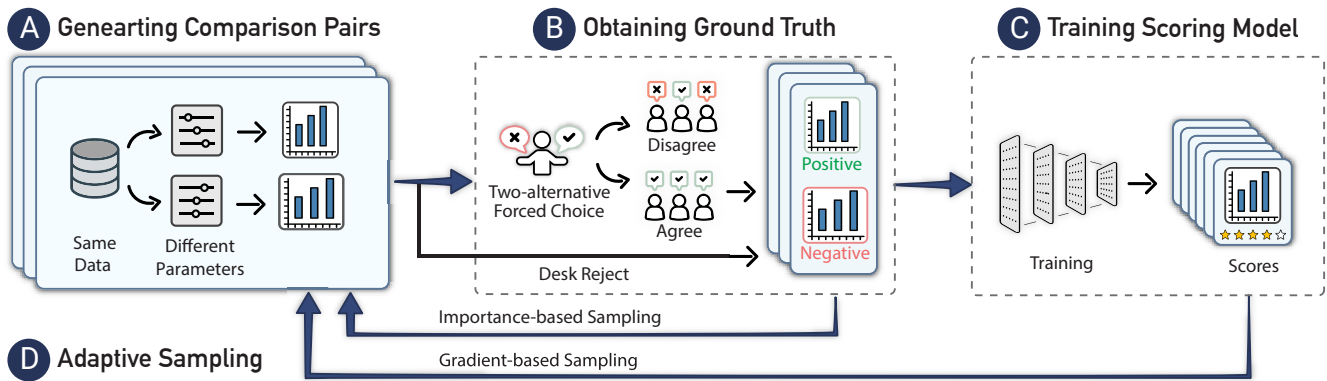 A Genearting Comparison Pairs
Same
Data
Different
Parameters
B Obtaining Ground Truth
Two-alternative
Forced Choice
Disagree
Agree
Positive
Negative
Desk Reject
C Training Scoring Model
Training
Scores
Importance-based Sampling
D Adaptive Sampling
Gradient-based Sampling